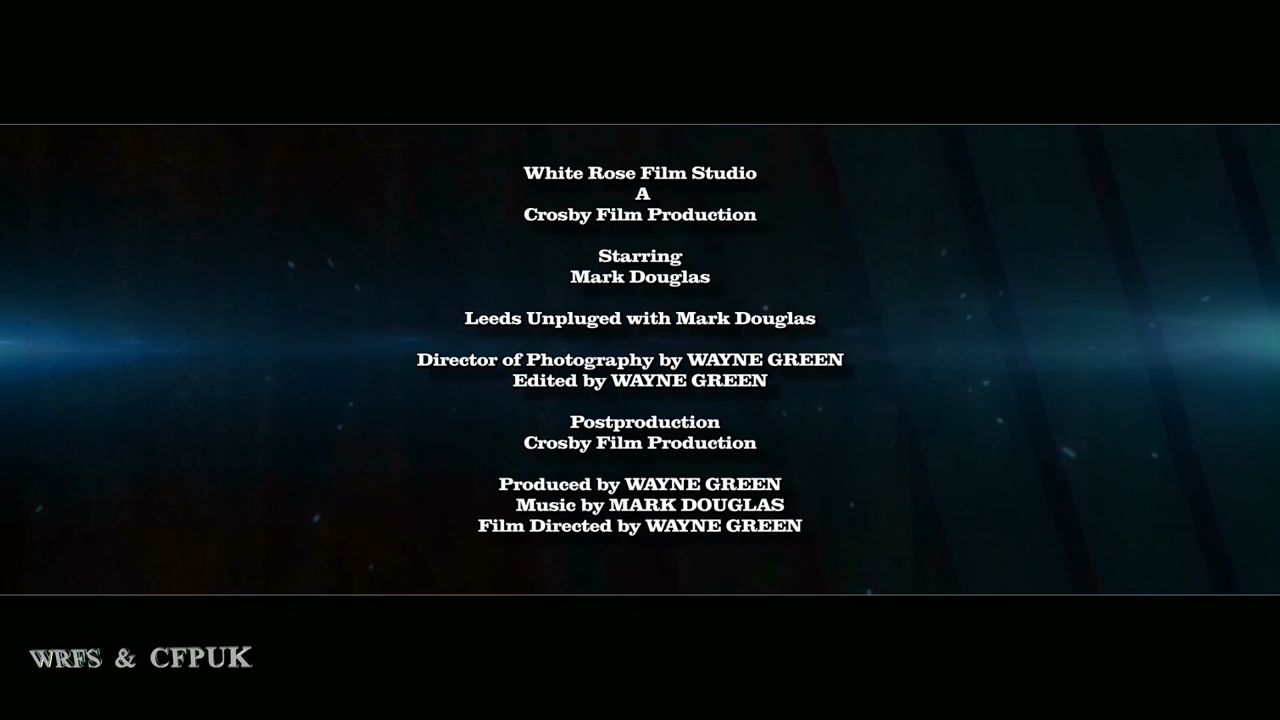 White Rose Film Studio
A
Crosby Film Production
Starring
Mark Douglas
Leeds Unpluged with Mark Douglas
Director of Photography by WAYNE GREEN
Edited by WAYNE GREEN
Postproduction
Crosby Film Production
Produced by WAYNE GREEN
Music by MARK DOUGLAS
Film Directed by WAYNE GREEN
WRFS & CFPUK